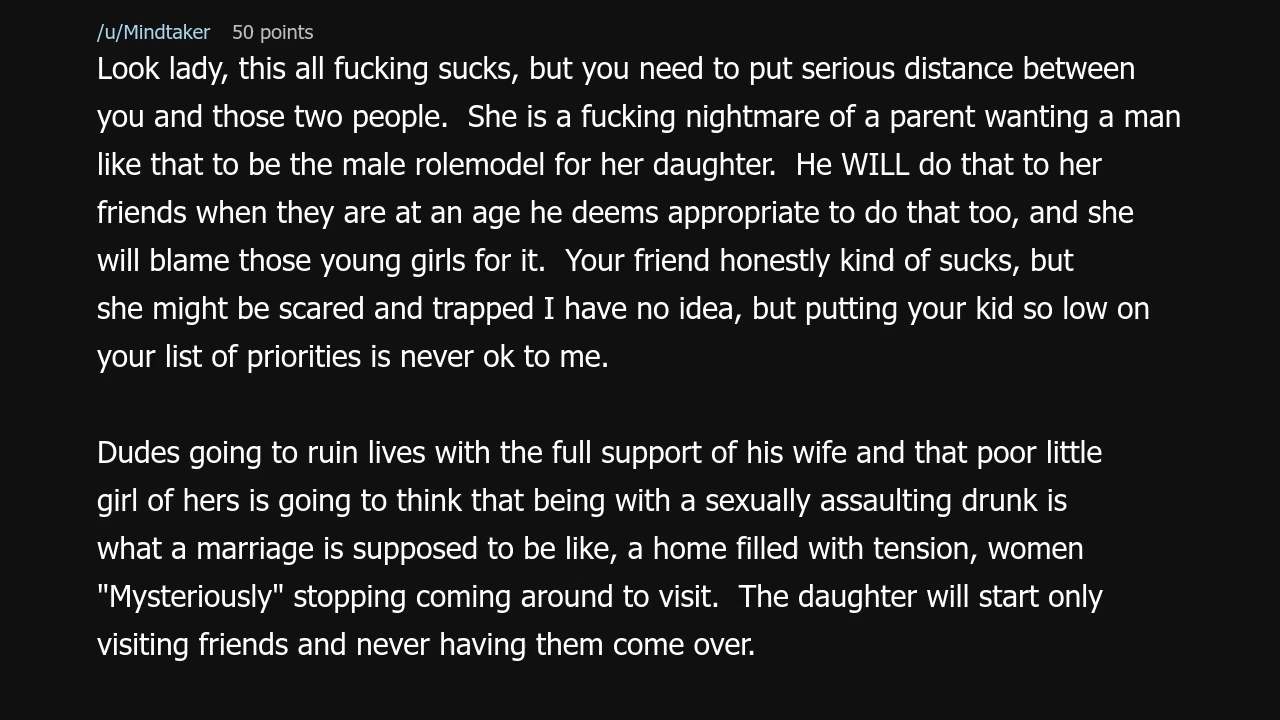 /u/Mindtaker 50 points
Look lady, this all fucking sucks, but you need to put serious distance between
you and those two people.  She is a fucking nightmare of a parent wanting a man
like that to be the male rolemodel for her daughter.  He WILL do that to her
friends when they are at an age he deems appropriate to do that too, and she
will blame those young girls for it.  Your friend honestly kind of sucks, but
she might be scared and trapped I have no idea, but putting your kid so low on
your list of priorities is never ok to me.
Dudes going to ruin lives with the full support of his wife and that poor little
girl of hers is going to think that being with a sexually assaulting drunk is
what a marriage is supposed to be like, a home filled with tension, women
"Mysteriously" stopping coming around to visit.  The daughter will start only
visiting friends and never having them come over.